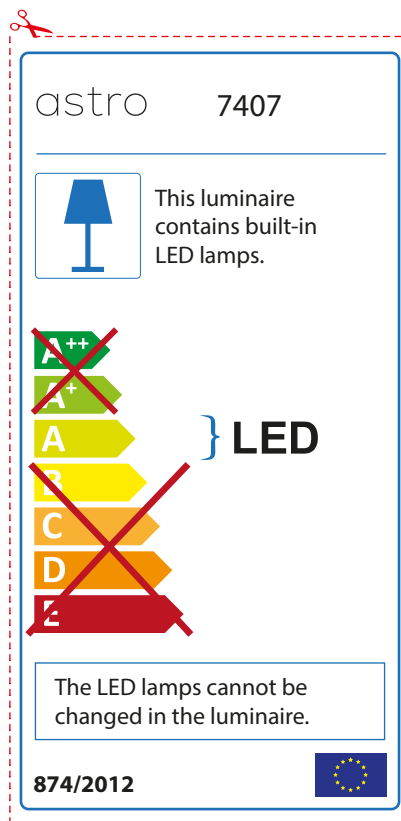 astro 7407
This luminaire
contains built-in
LED lamps.
A++
A+
A
B
C
D
E
LED
The LED lamps cannot be
changed in the luminaire.
874/2012